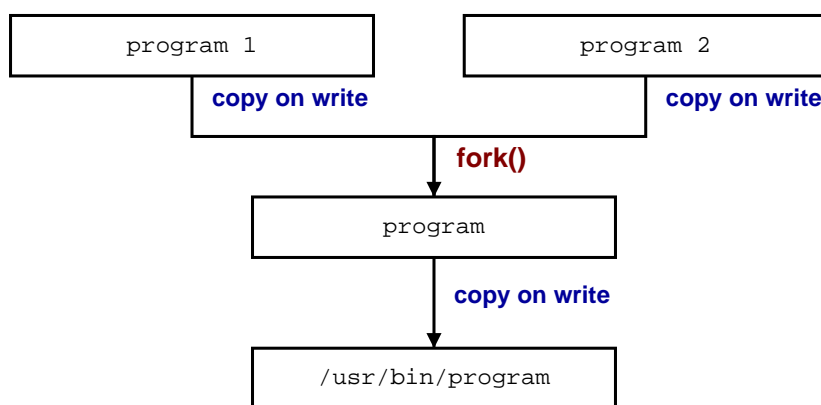 program 1
program 2
copy on write
copy on write
fork()
program
copy on write
/usr/bin/program